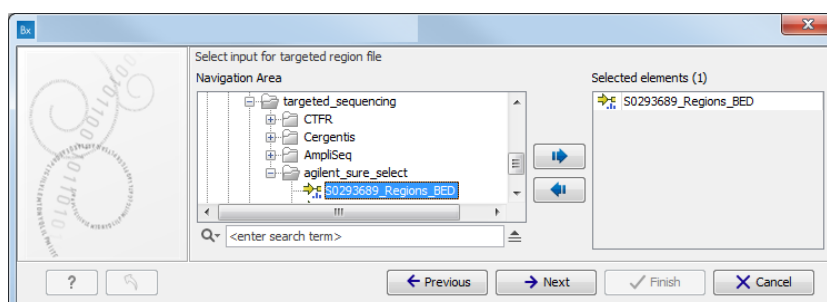 Bx
Select input for targeted region file
Navigation Area
targeted_sequencing
CTFR
Cergentis
AmpliSeq
agilent_sure_select
S0293689_Regions_BED
<enter search term>
Selected elements (1)
S0293689_Regions_BED
?
Previous
Next
Finish
Cancel